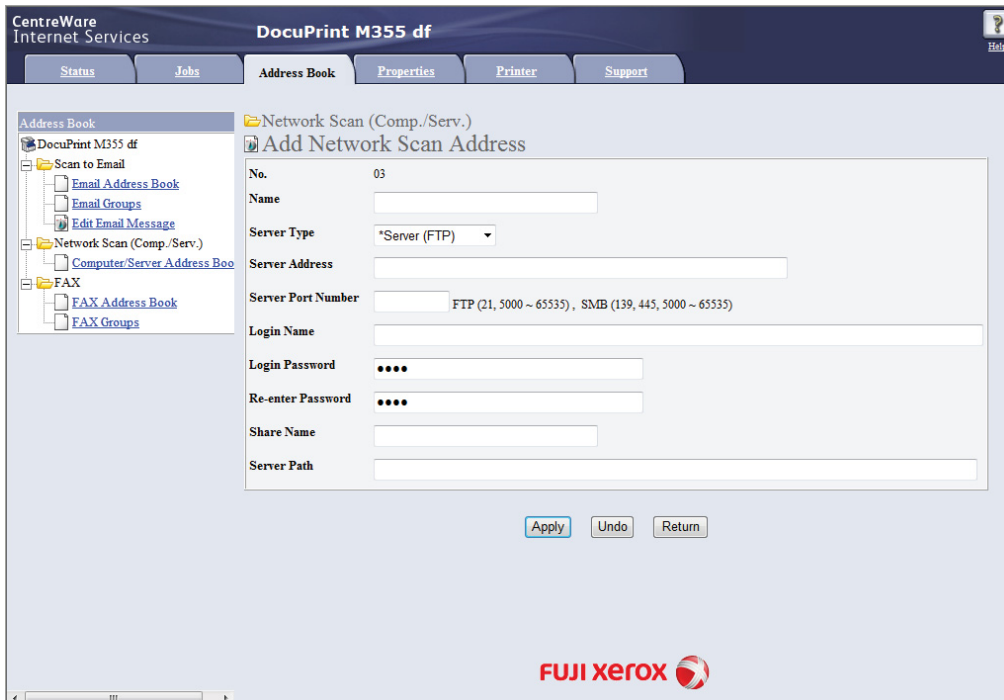 CentreWare
Internet Services
DocuPrint M355 df
Help
Status
Jobs
Address Book
Properties
Printer
Support
Address Book
DocuPrint M355 df
Scan to Email
Email Address Book
Email Groups
Edit Email Message
Network Scan (Comp./Serv.)
Computer/Server Address Boo
FAX
FAX Address Book
FAX Groups
Network Scan (Comp./Serv.)
Add Network Scan Address
No. 03
Name
Server Type *Server (FTP)
Server Address
Server Port Number FTP (21, 5000 ~ 65535) , SMB (139, 445, 5000 ~ 65535)
Login Name
Login Password ••••
Re-enter Password ••••
Share Name
Server Path
Apply Undo Return
FUJI xerox